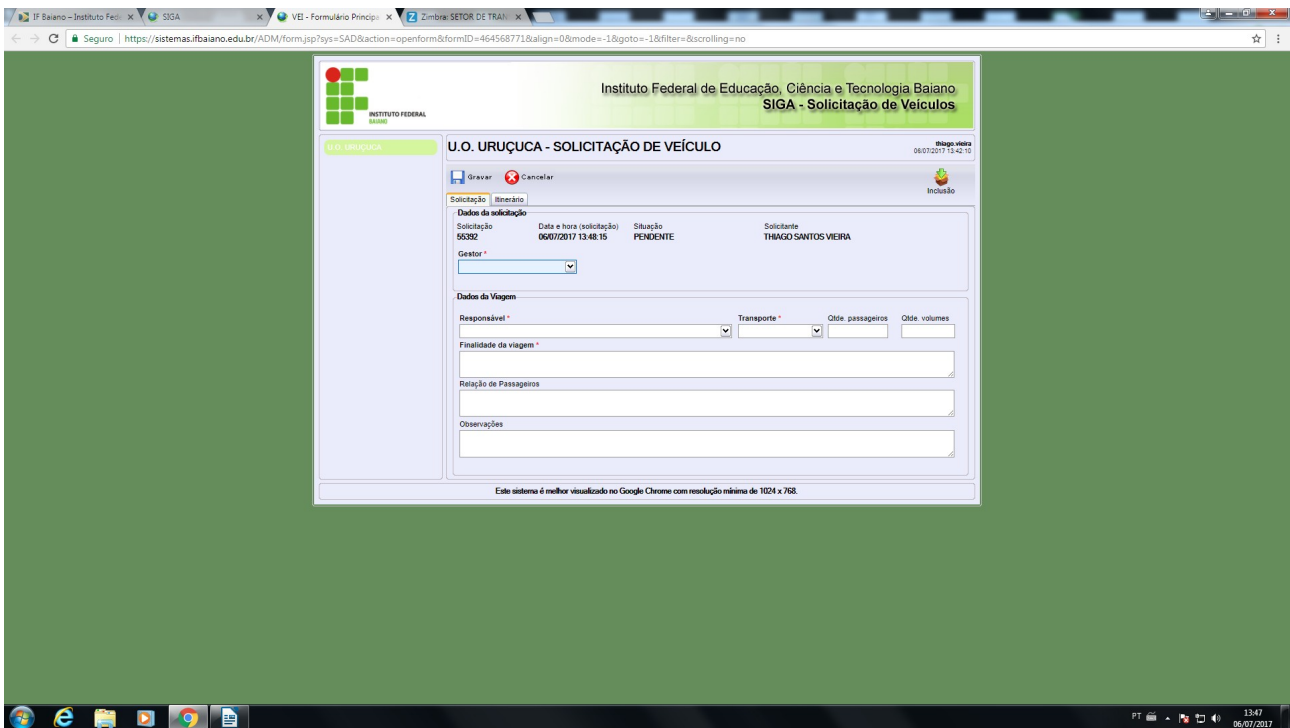 IF Baiano – Instituto Fede
SIGA
VEI - Formulário Principa
Zimbra: SETOR DE TRAN
Seguro | https://sistemas.ifbaiano.edu.br/ADM/form.jsp?sys=SAD&action=openform&formID=464568771&align=0&mode=-1&goto=-1&filter=&scrolling=no
INSTITUTO FEDERAL
BAIANO
Instituto Federal de Educação, Ciência e Tecnologia Baiano
SIGA - Solicitação de Veículos
U.O. URUÇUCA
U.O. URUÇUCA - SOLICITAÇÃO DE VEÍCULO
thiago.vieira
06/07/2017 13:42:10
Gravar Cancelar
Inclusão
Solicitação Itinerário
Dados da solicitação
Solicitação Data e hora (solicitação) Situação Solicitante
55392 06/07/2017 13:48:15 PENDENTE THIAGO SANTOS VIEIRA
Gestor *
Dados da Viagem
Responsável * Transporte * Qtde. passageiros Qtde. volumes
Finalidade da viagem *
Relação de Passageiros
Observações
Este sistema é melhor visualizado no Google Chrome com resolução mínima de 1024 x 768.
PT
13:47
06/07/2017